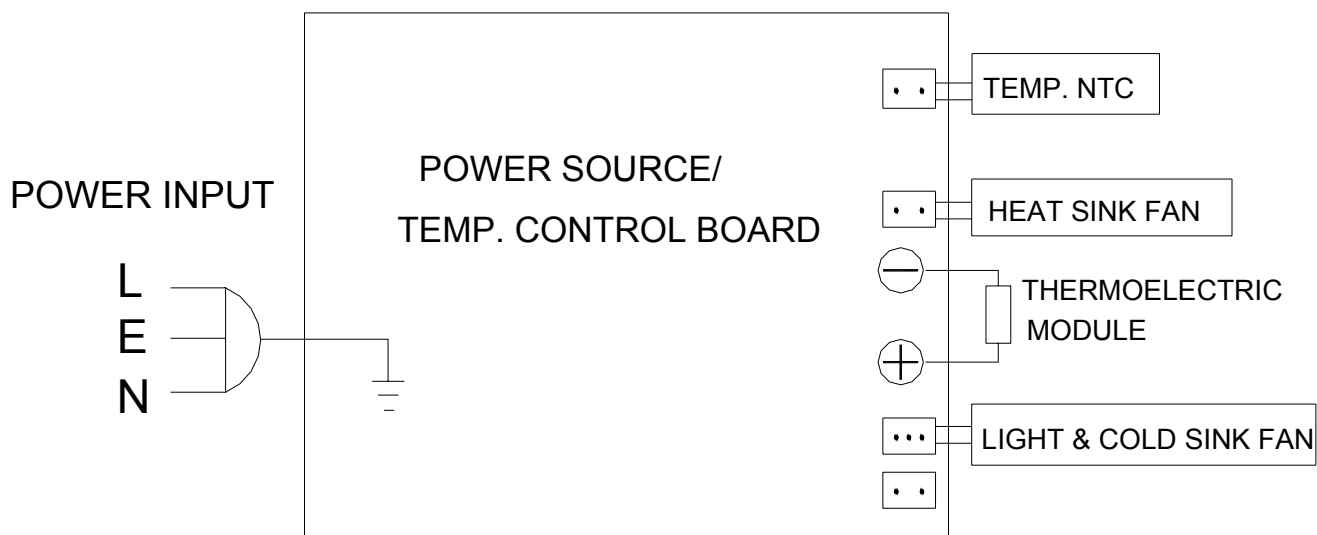 POWER INPUT
L
E
N
POWER SOURCE/
TEMP. CONTROL BOARD
TEMP. NTC
HEAT SINK FAN
THERMOELECTRIC
MODULE
LIGHT & COLD SINK FAN